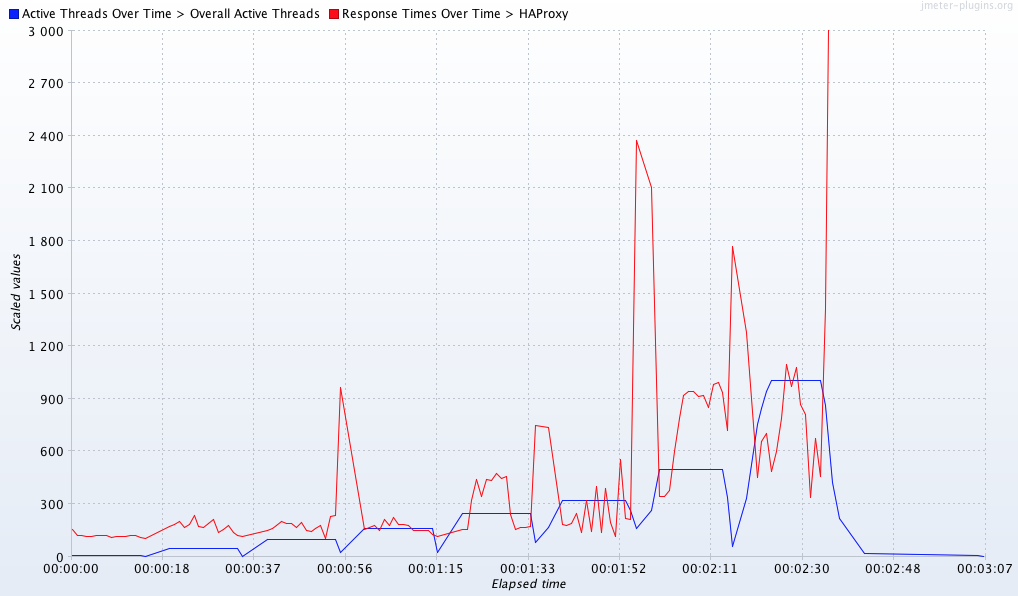 jmeter-plugins.org
Active Threads Over Time > Overall Active Threads Response Times Over Time > HAProxy
3 000
2 700
2 400
2 100
1 800
1 500
1 200
900
600
300
0
Scaled values
00:00:00 00:00:18 00:00:37 00:00:56 00:01:15 00:01:33 00:01:52 00:02:11 00:02:30 00:02:48 00:03:07
Elapsed time